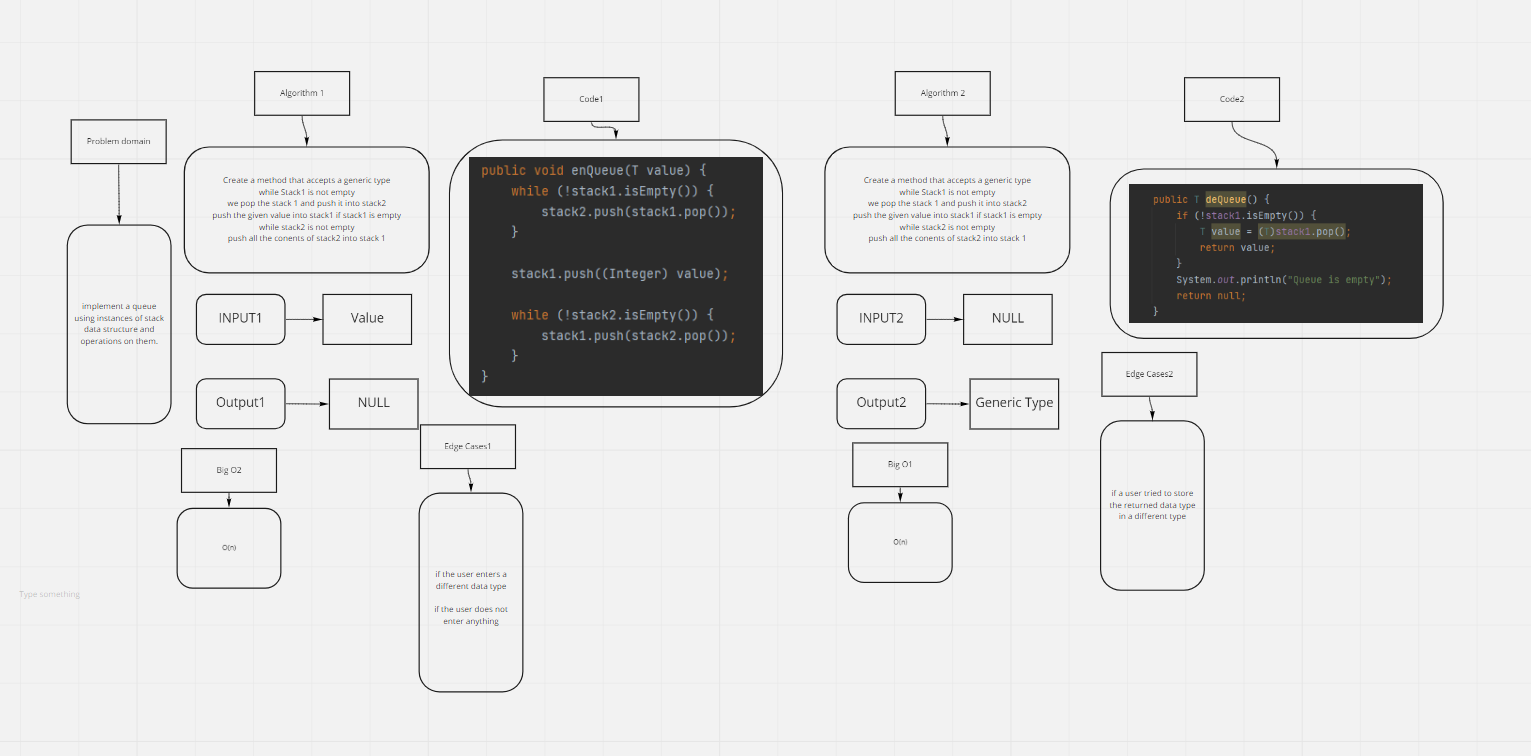 Problem domain
implement a queue
using instances of stack
data structure and
operations on them.
Algorithm 1
Create a method that accepts a generic type
while Stack1 is not empty
we pop the stack 1 and push it into stack2
push the given value into stack1 if stack1 is empty
while stack2 is not empty
push all the conents of stack2 into stack 1
INPUT1
Value
Output1
NULL
Big O2
O(n)
Code1
public void enQueue(T value) {
while (!stack1.isEmpty()) {
stack2.push(stack1.pop());
}
stack1.push((Integer) value);
while (!stack2.isEmpty()) {
stack1.push(stack2.pop());
}
}
Edge Cases1
if the user enters a
different data type
if the user does not
enter anything
Algorithm 2
Create a method that accepts a generic type
while Stack1 is not empty
we pop the stack 1 and push it into stack2
push the given value into stack1 if stack1 is empty
while stack2 is not empty
push all the conents of stack2 into stack 1
INPUT2
NULL
Output2
Generic Type
Big O1
O(n)
Code2
public T deQueue() {
if (!stack1.isEmpty()) {
T value = (T)stack1.pop();
return value;
}
System.out.println("Queue is empty");
return null;
}
Edge Cases2
if a user tried to store
the returned data type
in a different type
Type something